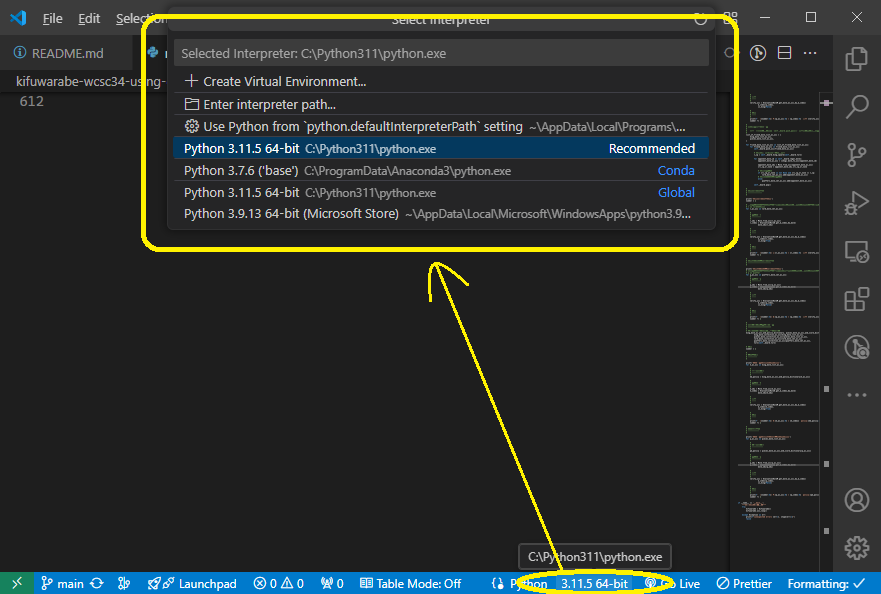 File Edit Selection
Select Interpreter
README.md
kifuwarabe-wcsc34-using-
612
Selected Interpreter: C:\Python311\python.exe
Create Virtual Environment...
Enter interpreter path...
Use Python from `python.defaultInterpreterPath` setting ~\AppData\Local\Programs\...
Python 3.11.5 64-bit C:\Python311\python.exe Recommended
Python 3.7.6 ('base') C:\ProgramData\Anaconda3\python.exe Conda
Python 3.11.5 64-bit C:\Python311\python.exe Global
Python 3.9.13 64-bit (Microsoft Store) ~\AppData\Local\Microsoft\WindowsApps\python3.9...
C:\Python311\python.exe
main Launchpad 0 0 0 Table Mode: Off Python 3.11.5 64-bit Go Live Prettier Formatting: